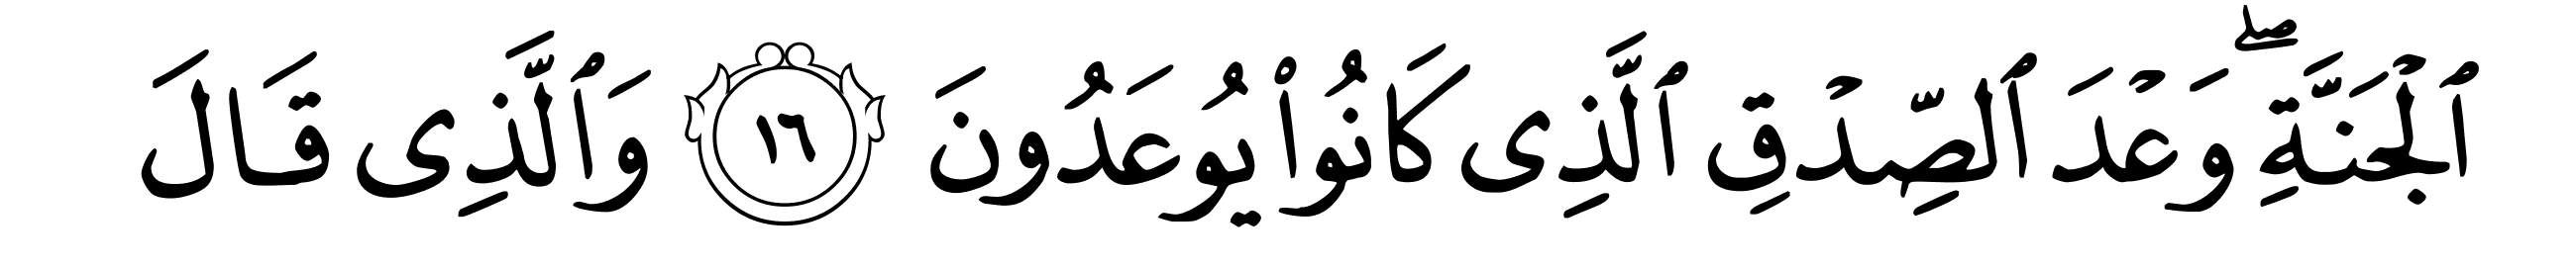 ٱلْجَنَّةِۖ وَعْدَ ٱلصِّدْقِ ٱلَّذِى كَانُوا۟ يُوعَدُونَ ١٦ وَٱلَّذِى قَالَ